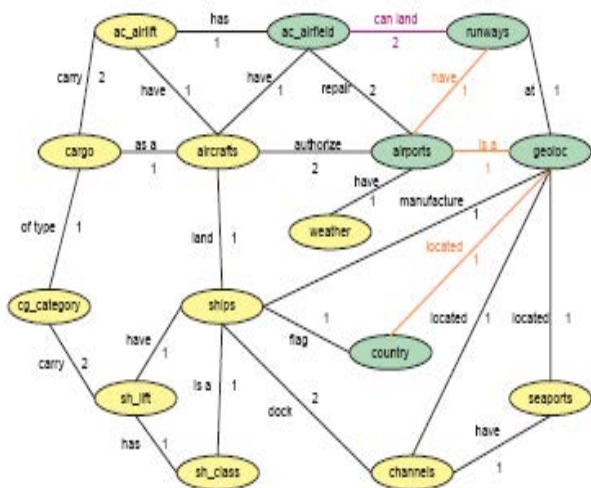 has
ac_airlift ac_airfield can land runways
1 2
carry 2 have 1 have 1 repair 2 have 1 at 1
cargo as a aircrafts authorize airports is a geoloc
1 2 1
have 1 manufacture 1
of type 1 land 1 weather located 1
cg_category ships 1 located 1 located 1
have 1 flag country
carry 2 is a 1 dock 2
sh_lift seaports
has 1 have 1
sh_class channels